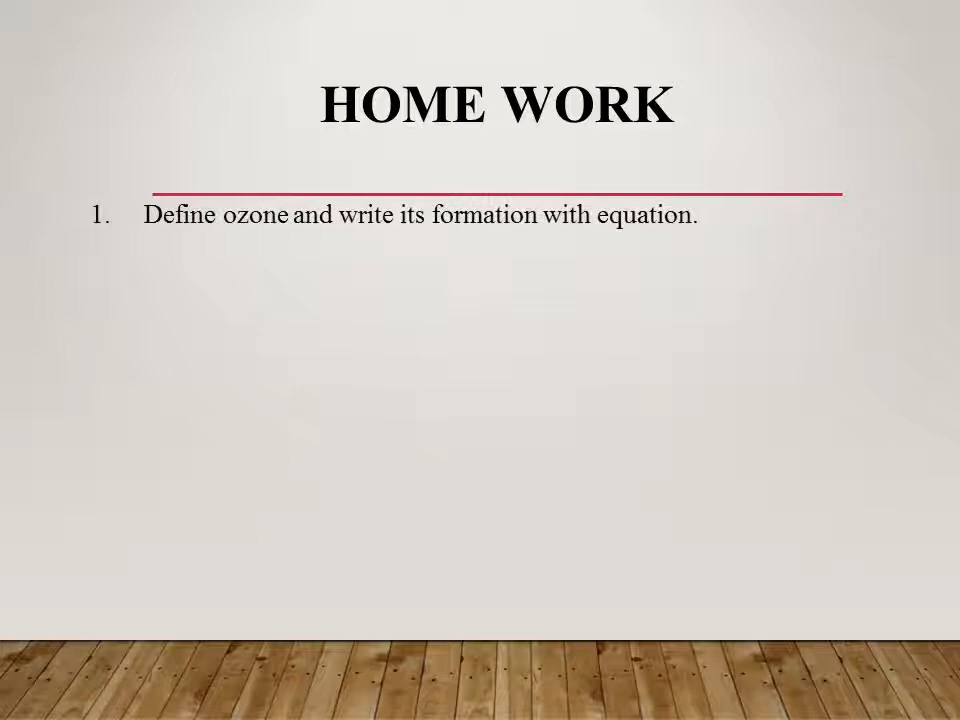 HOME WORK
1. Define ozone and write its formation with equation.